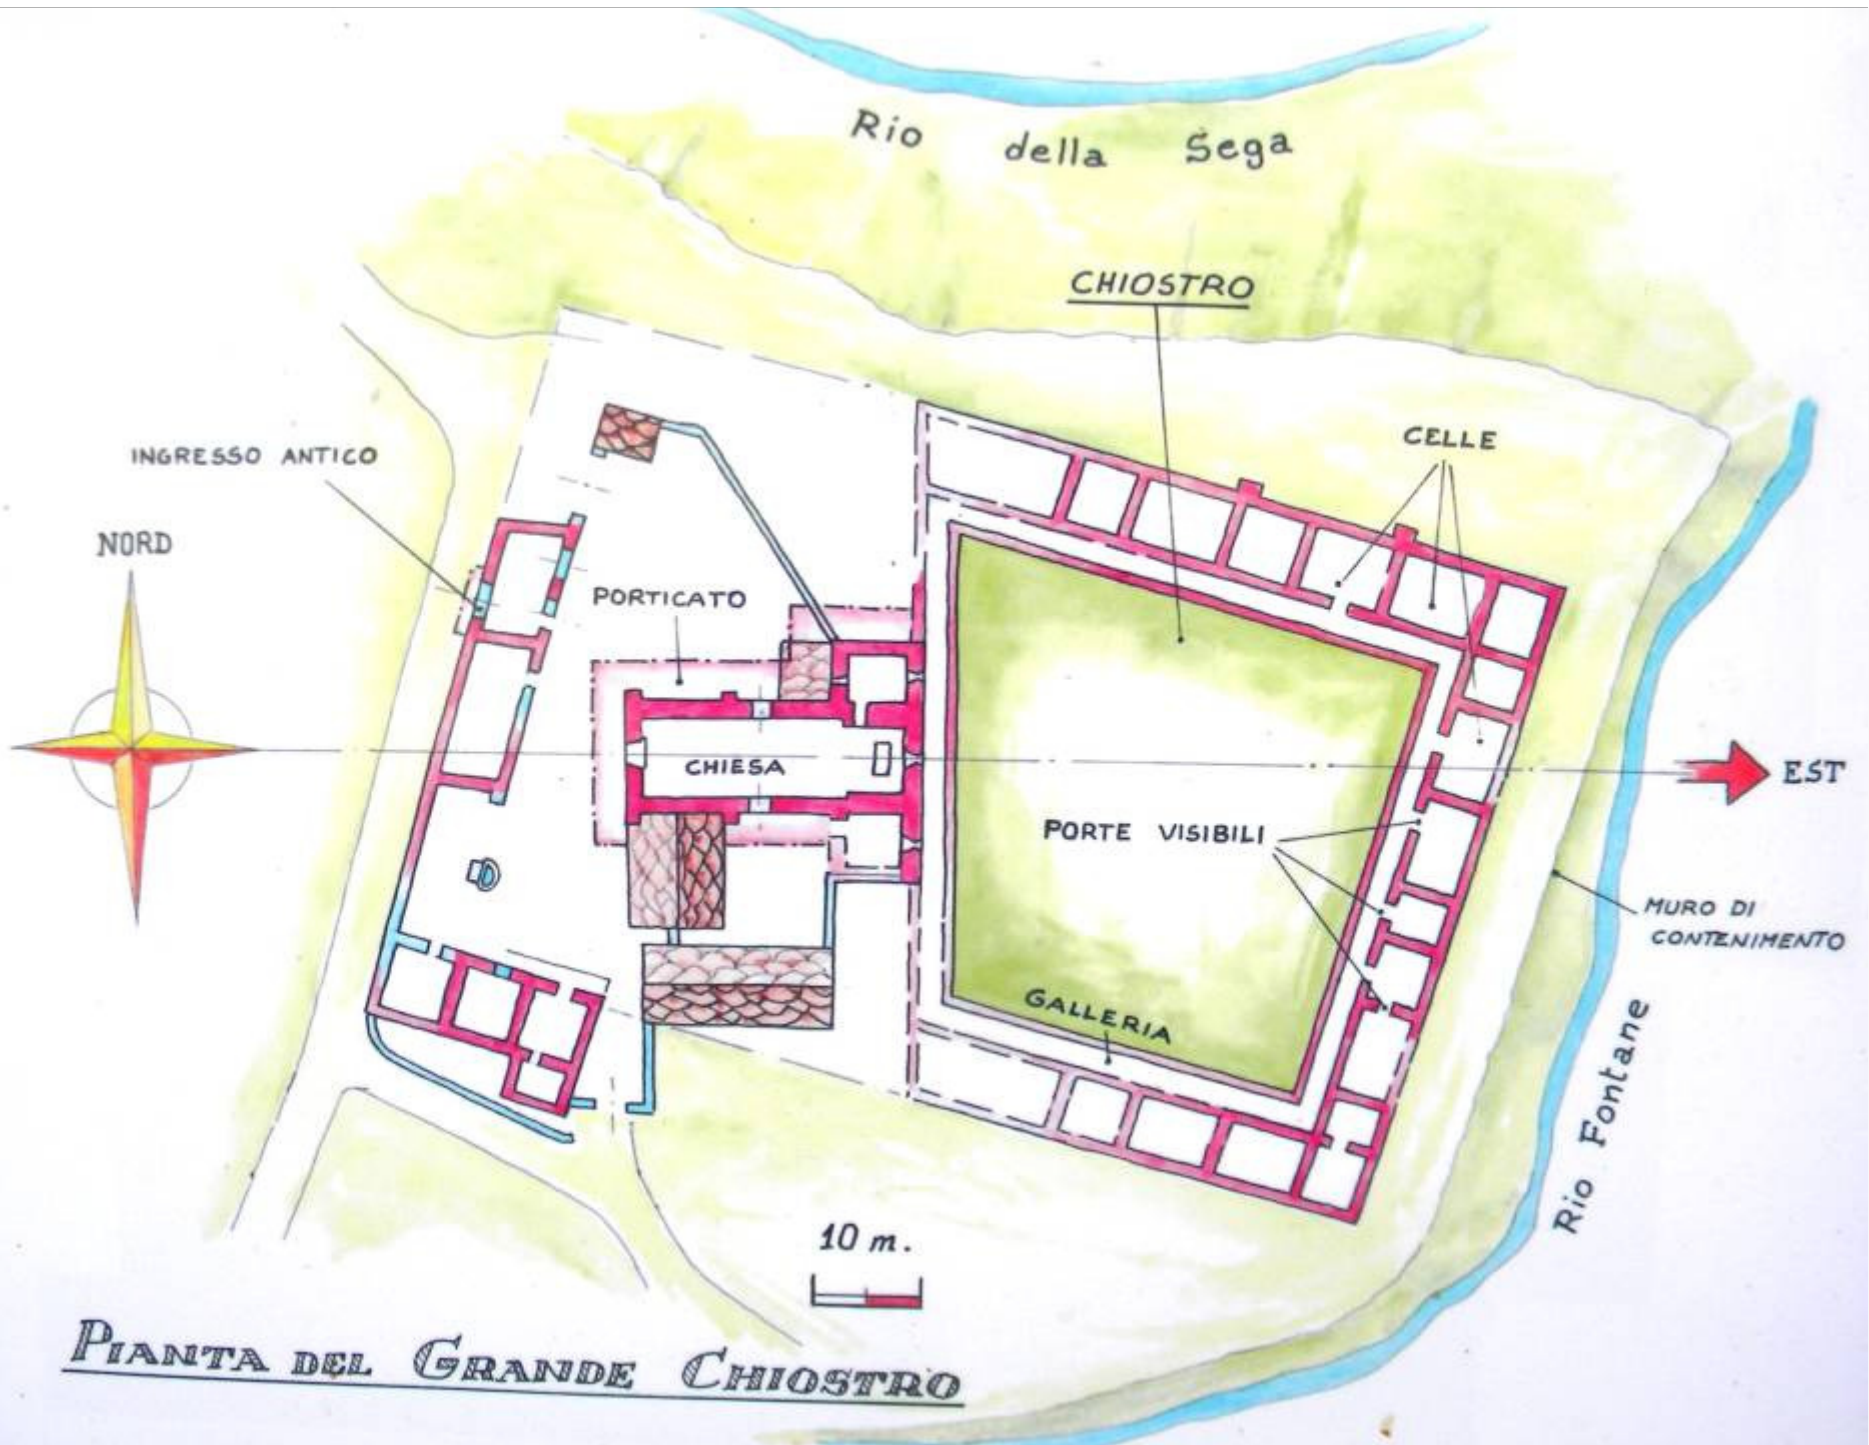 Rio della Sega
CHIOSTRO
CELLE
INGRESSO ANTICO
NORD
PORTICATO
CHIESA
EST
PORTE VISIBILI
MURO DI
CONTENIMENTO
GALLERIA
Rio Fontane
10 m.
PIANTA DEL GRANDE CHIOSTRO